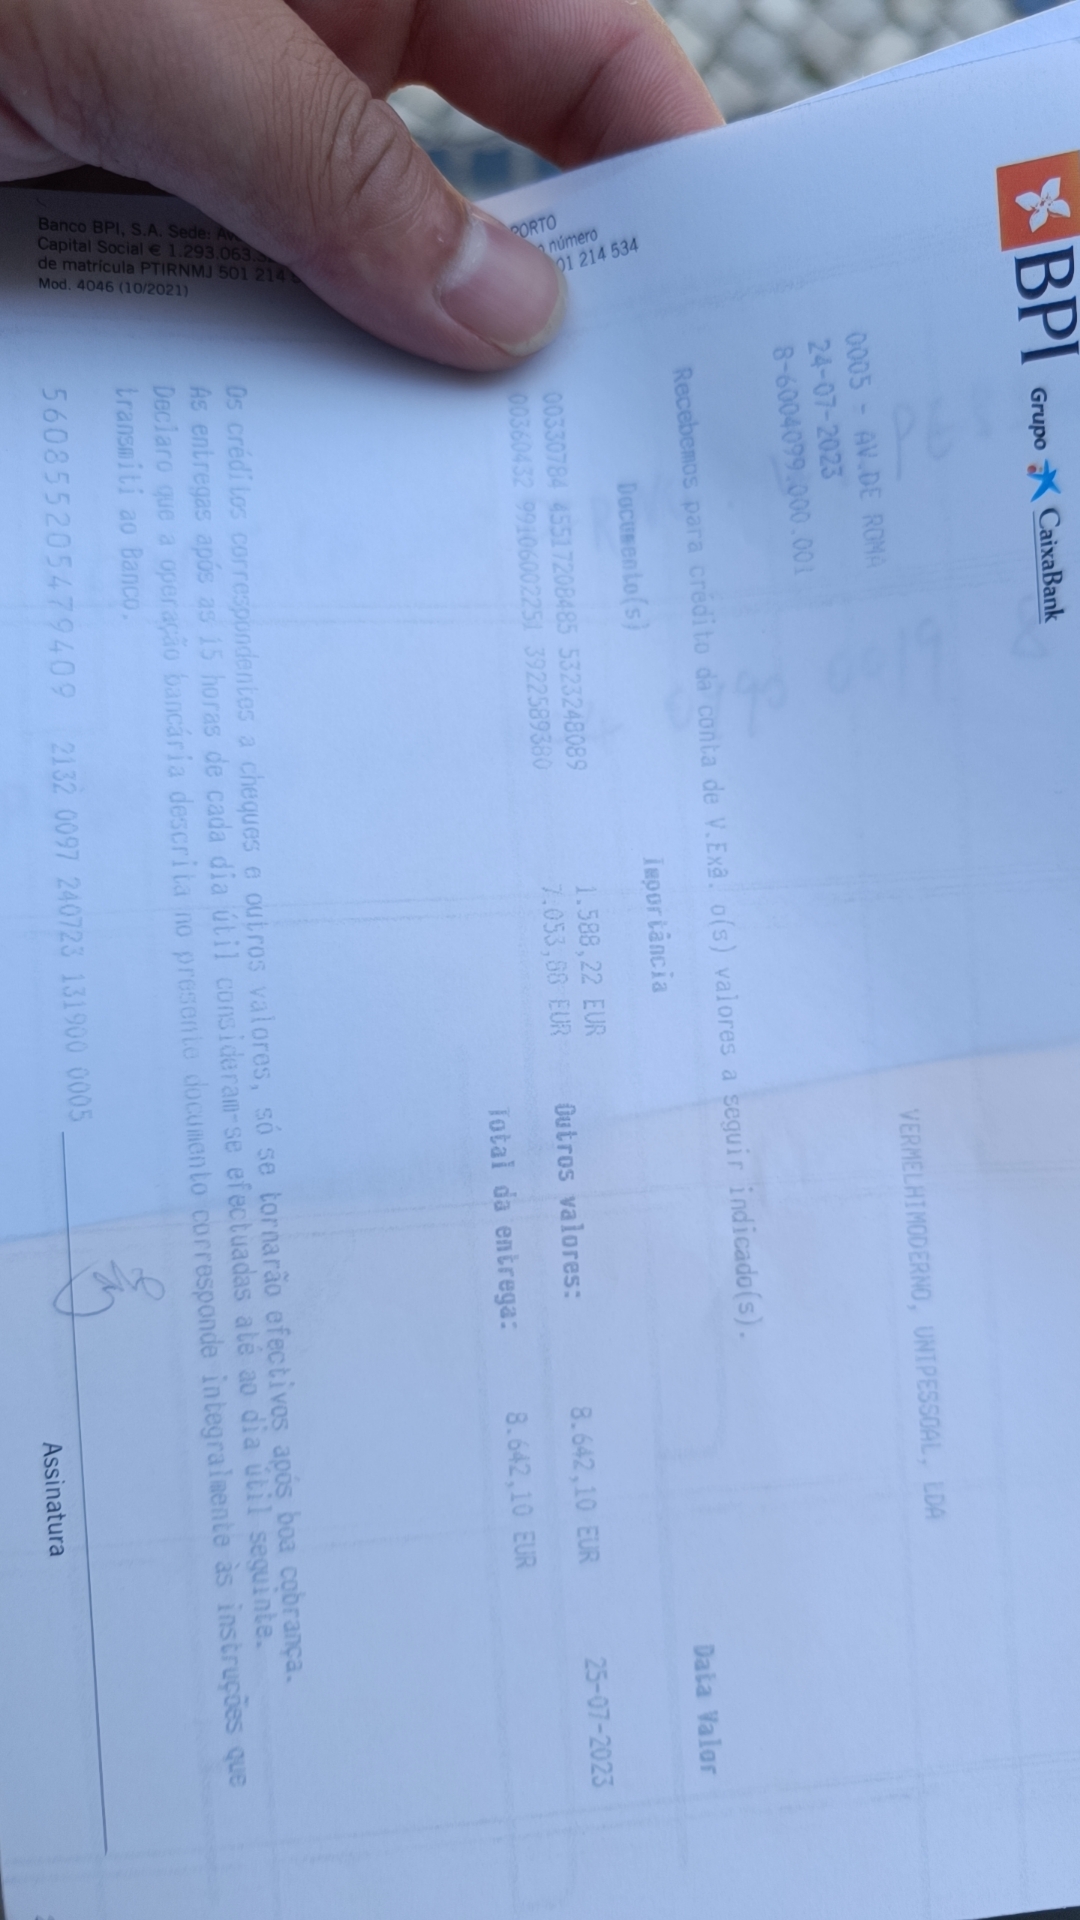 BPI Grupo CaixaBank
0005 - AV.DE ROMA
24-07-2023
8-6004099.000.001
VERMELHIMODERNO, UNIPESSOAL, LDA
Recebemos para crédito da conta de V.Exª. o(s) valores a seguir indicado(s).
Documento(s) Importância Data Valor
00330784 45517208485 5323248089 1.588,22 EUR
00360432 99106002251 3922589380 7.053,88 EUR
Outros valores: 8.642,10 EUR 25-07-2023
Total da entrega: 8.642,10 EUR
Os créditos correspondentes a cheques e outros valores, só se tornarão efectivos após boa cobrança.
As entregas após as 15 horas de cada dia útil consideram-se efectuadas até ao dia útil seguinte.
Declaro que a operação bancária descrita no presente documento corresponde integralmente às instruções que
transmiti ao Banco.
560855205479409 2132 0097 240723 131900 0005
Assinatura
Banco BPI, S.A. Sede: PORTO
Capital Social € 1.293.063 número
de matrícula PTIRNMJ 501 214 01 214 534
Mod. 4046 (10/2021)